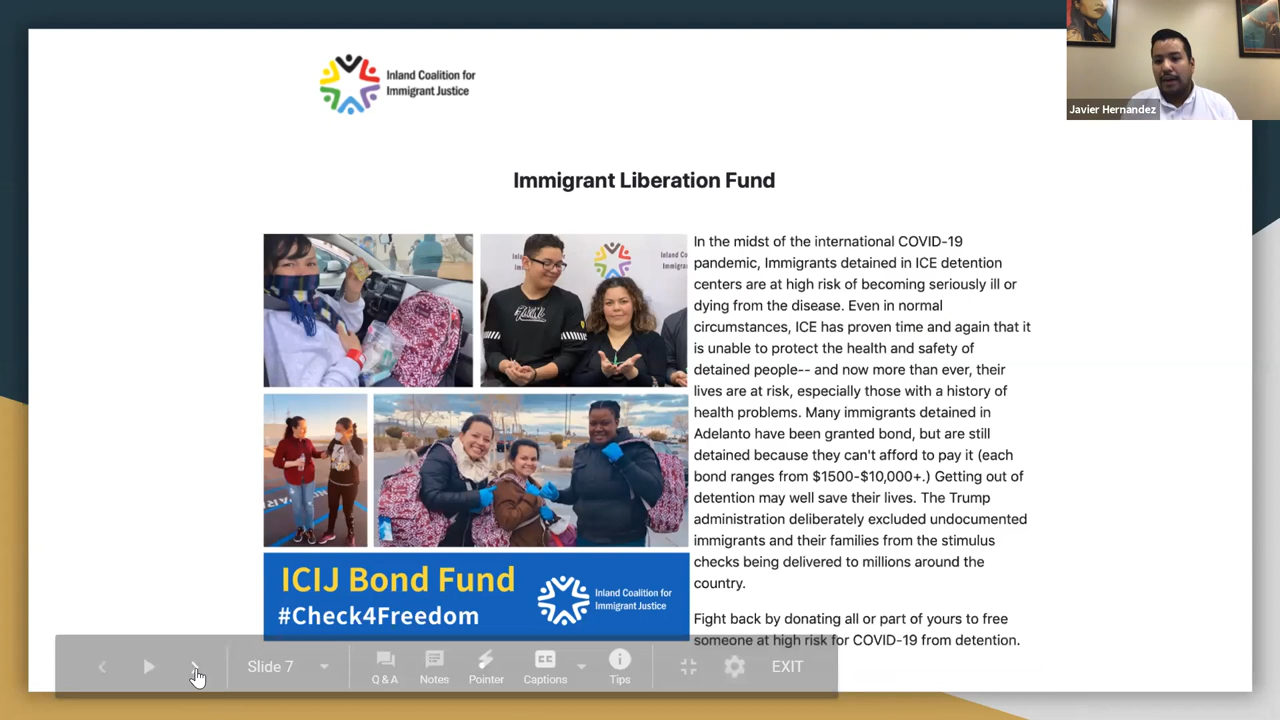 Inland Coalition for
Immigrant Justice
Javier Hernandez
Immigrant Liberation Fund
In the midst of the international COVID-19
pandemic, Immigrants detained in ICE detention
centers are at high risk of becoming seriously ill or
dying from the disease. Even in normal
circumstances, ICE has proven time and again that it
is unable to protect the health and safety of
detained people-- and now more than ever, their
lives are at risk, especially those with a history of
health problems. Many immigrants detained in
Adelanto have been granted bond, but are still
detained because they can't afford to pay it (each
bond ranges from $1500-$10,000+.) Getting out of
detention may well save their lives. The Trump
administration deliberately excluded undocumented
immigrants and their families from the stimulus
checks being delivered to millions around the
country.
Fight back by donating all or part of yours to free
someone at high risk for COVID-19 from detention.
ICIJ Bond Fund
#Check4Freedom
Inland Coalition for
Immigrant Justice
Slide 7
Q & A
Notes
Pointer
CC
Captions
Tips
EXIT